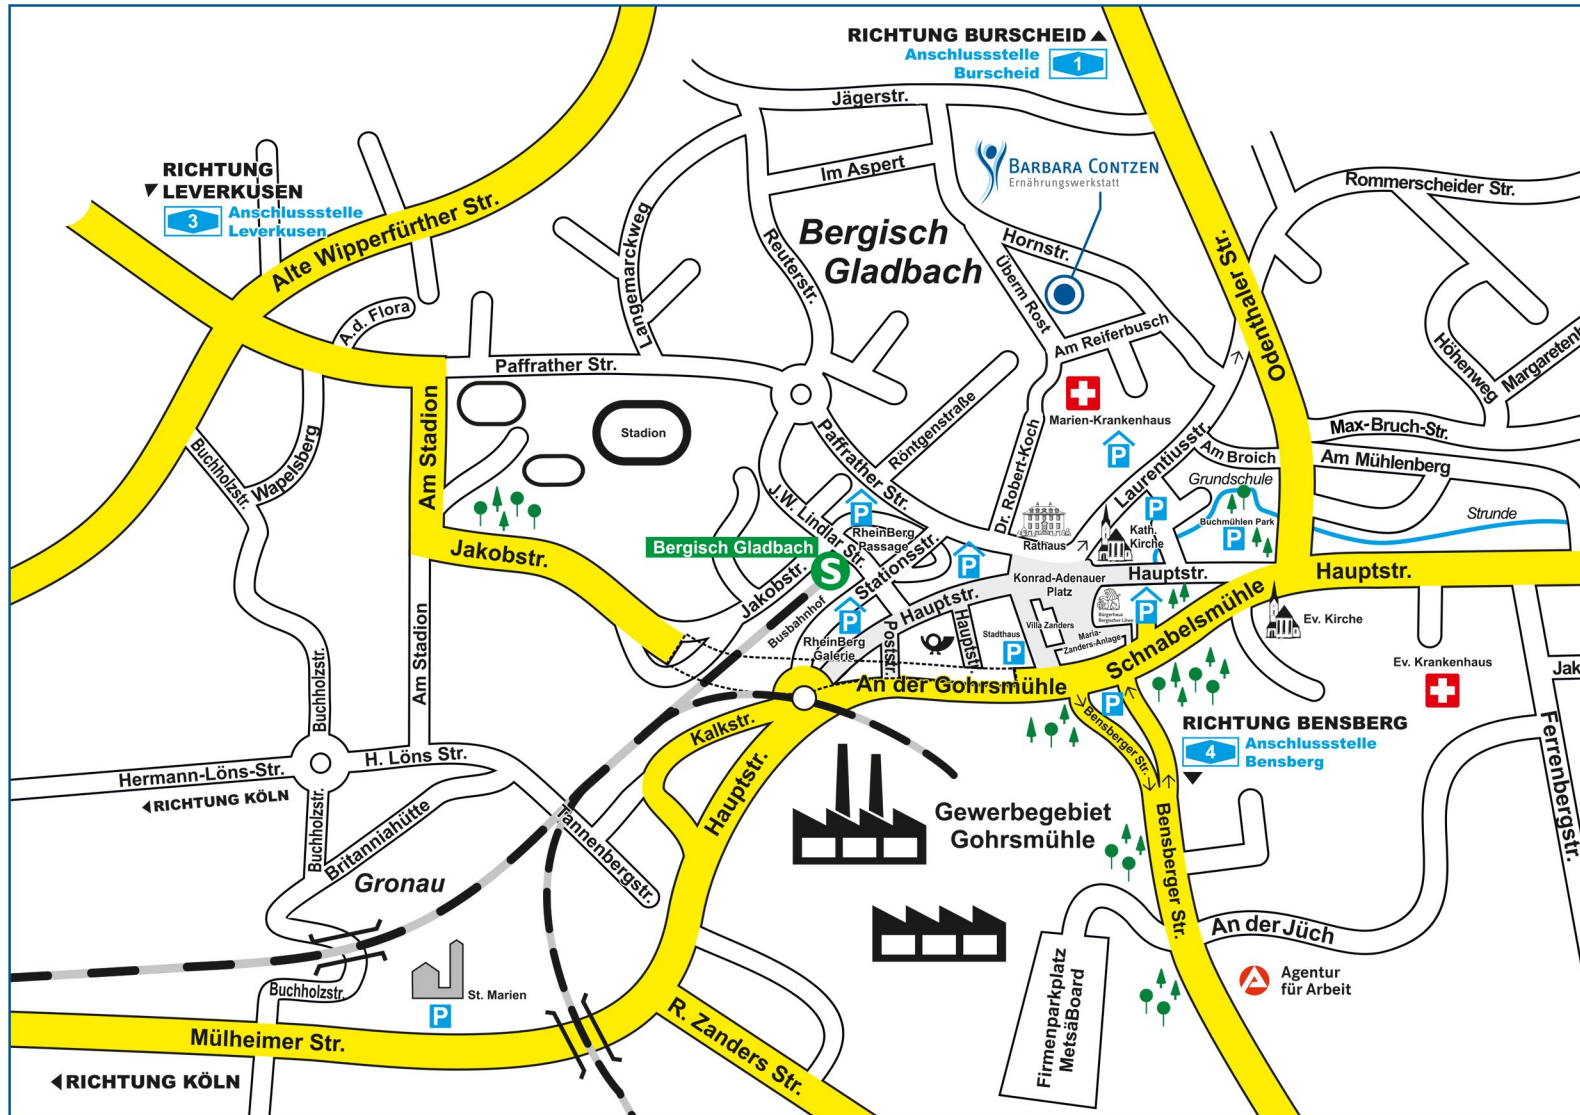 RICHTUNG BURSCHEID
Anschlussstelle
Burscheid
1
Jägerstr.
RICHTUNG
LEVERKUSEN
3
Anschlussstelle
Leverkusen
Alte Wipperfürther Str.
Im Aspert
BARBARA CONTZEN
Ernährungswerkstatt
Rommerscheider Str.
Langemarckweg
Reuterstr.
Bergisch
Gladbach
Hornstr.
Überm Rost
Odenthaler Str.
A.d. Flora
Am Reiferbusch
Höhenweg
Margaretenh
Paffrather Str.
Am Stadion
Stadion
Röntgenstraße
Paffrather Str.
Marien-Krankenhaus
Dr. Robert-Koch
Laurentiusstr.
Am Broich
Max-Bruch-Str.
Am Mühlenberg
Buchholzstr.
Wapelsberg
P
J.W. Lindlar Str.
P
RheinBerg
Passage
Grundschule
Strunde
P
Buchmühlen Park
P
Rathaus
Kath.
Kirche
Jakobstr.
Bergisch Gladbach
S
Stationsstr.
P
Konrad-Adenauer
Platz
Hauptstr.
Hauptstr.
Jakobstr.
Busbahnhof
P
Hauptstr.
Bürgerhaus
Bergischer Löwe
P
Schnabelsmühle
Ev. Kirche
RheinBerg
Galerie
Poststr.
Hauptstr.
Stadthaus
P
Villa Zanders
Maria-
Zanders-Anlage
Ev. Krankenhaus
Jak
Am Stadion
Buchholzstr.
An der Gohrsmühle
P
Bensberger Str.
RICHTUNG BENSBERG
4
Anschlussstelle
Bensberg
Ferrenbergstr.
Kalkstr.
Hauptstr.
Hermann-Löns-Str.
H. Löns Str.
RICHTUNG KÖLN
Buchholzstr.
Britanniahütte
Tannenbergstr.
Gronau
Gewerbegebiet
Gohrsmühle
Bensberger Str.
An der Jüch
Agentur
für Arbeit
Firmenparkplatz
MetsäBoard
Buchholzstr.
St. Marien
P
Mülheimer Str.
R. Zanders Str.
RICHTUNG KÖLN